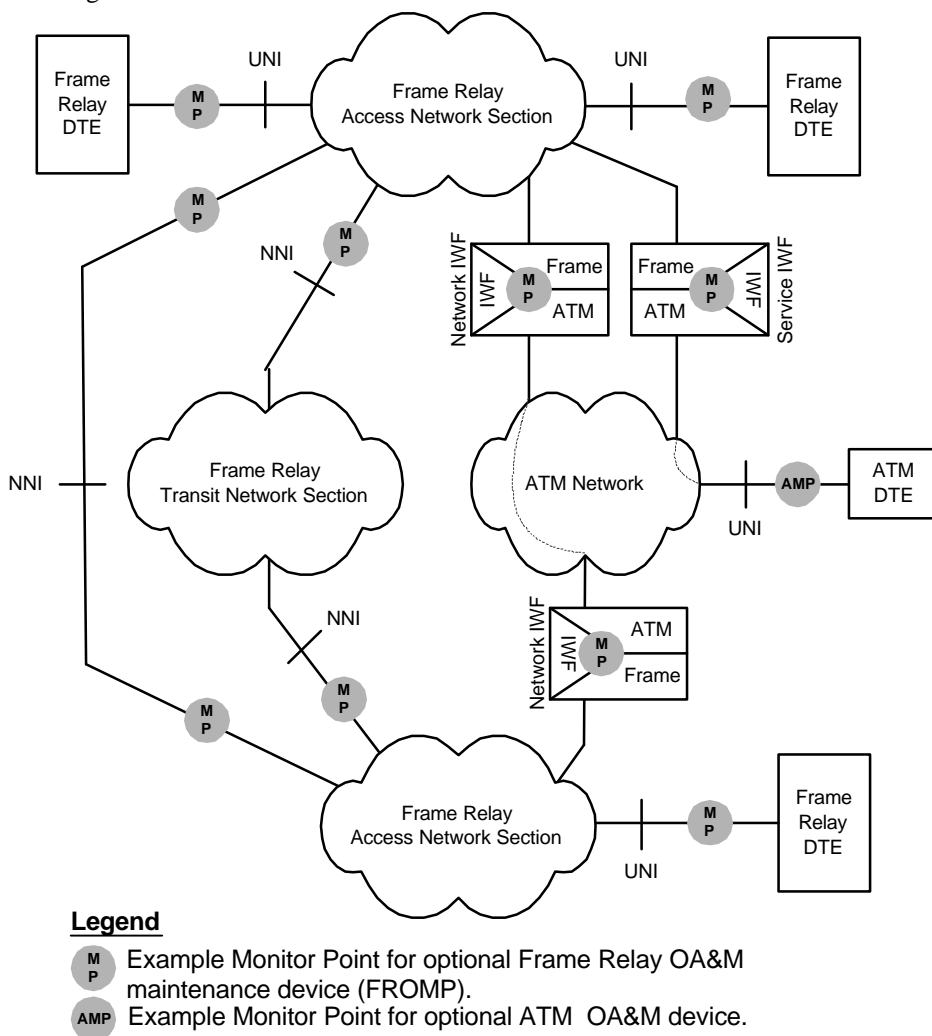 UNI
UNI
Frame
Relay
DTE
M
P
Frame Relay
Access Network Section
M
P
Frame
Relay
DTE
M
P
M
P
NNI
Network IWF
IWF
M
P
Frame
ATM
Frame
ATM
M
P
IWF
Service IWF
NNI
Frame Relay
Transit Network Section
ATM Network
AMP
ATM
DTE
UNI
NNI
Network IWF
IWF
M
P
ATM
Frame
M
P
M
P
Frame Relay
Access Network Section
M
P
Frame
Relay
DTE
UNI
Legend
M
P
Example Monitor Point for optional Frame Relay OA&M
maintenance device (FROMP).
AMP
Example Monitor Point for optional ATM OA&M device.